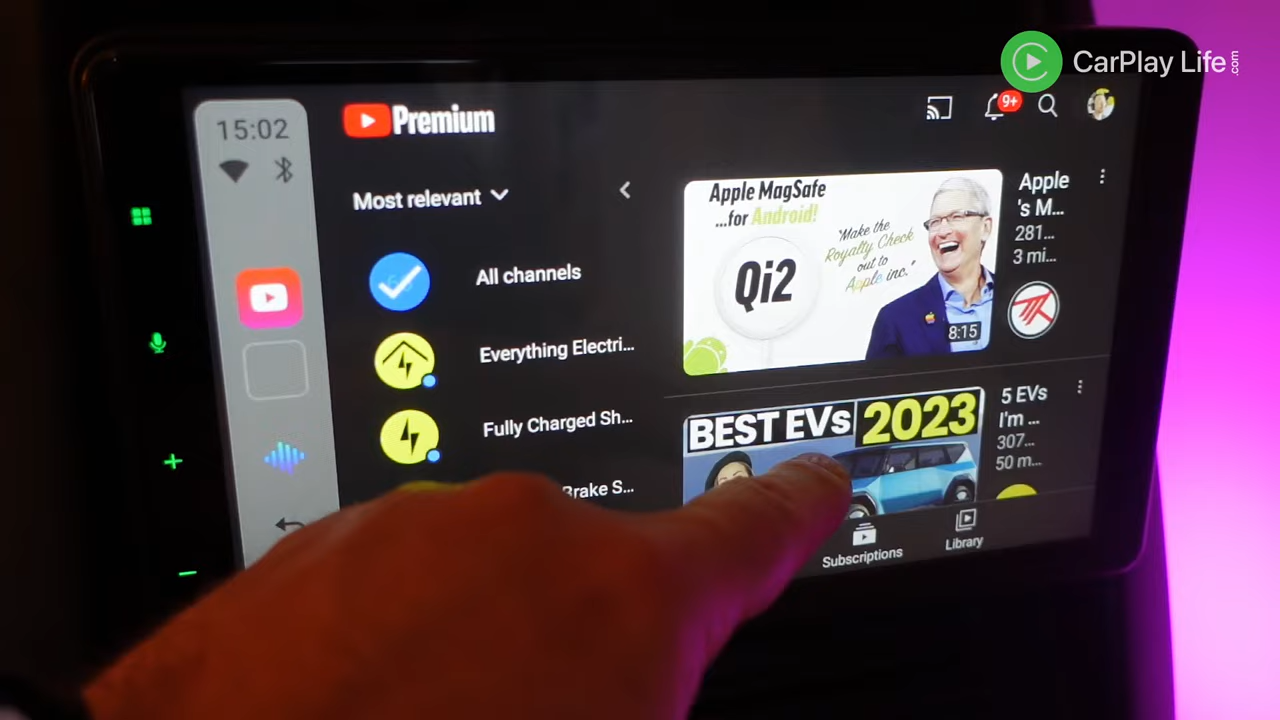 CarPlay Life.com
15:02
Premium
9+
Most relevant
All channels
Everything Electri...
Fully Charged Sh...
Brake S...
Apple MagSafe
...for Android!
Qi2
"Make the
Royalty Check
out to
Apple inc."
8:15
Apple
's M...
281...
3 mi...
BEST EVs 2023
5 EVs
I'm ...
307...
50 m...
Subscriptions
Library